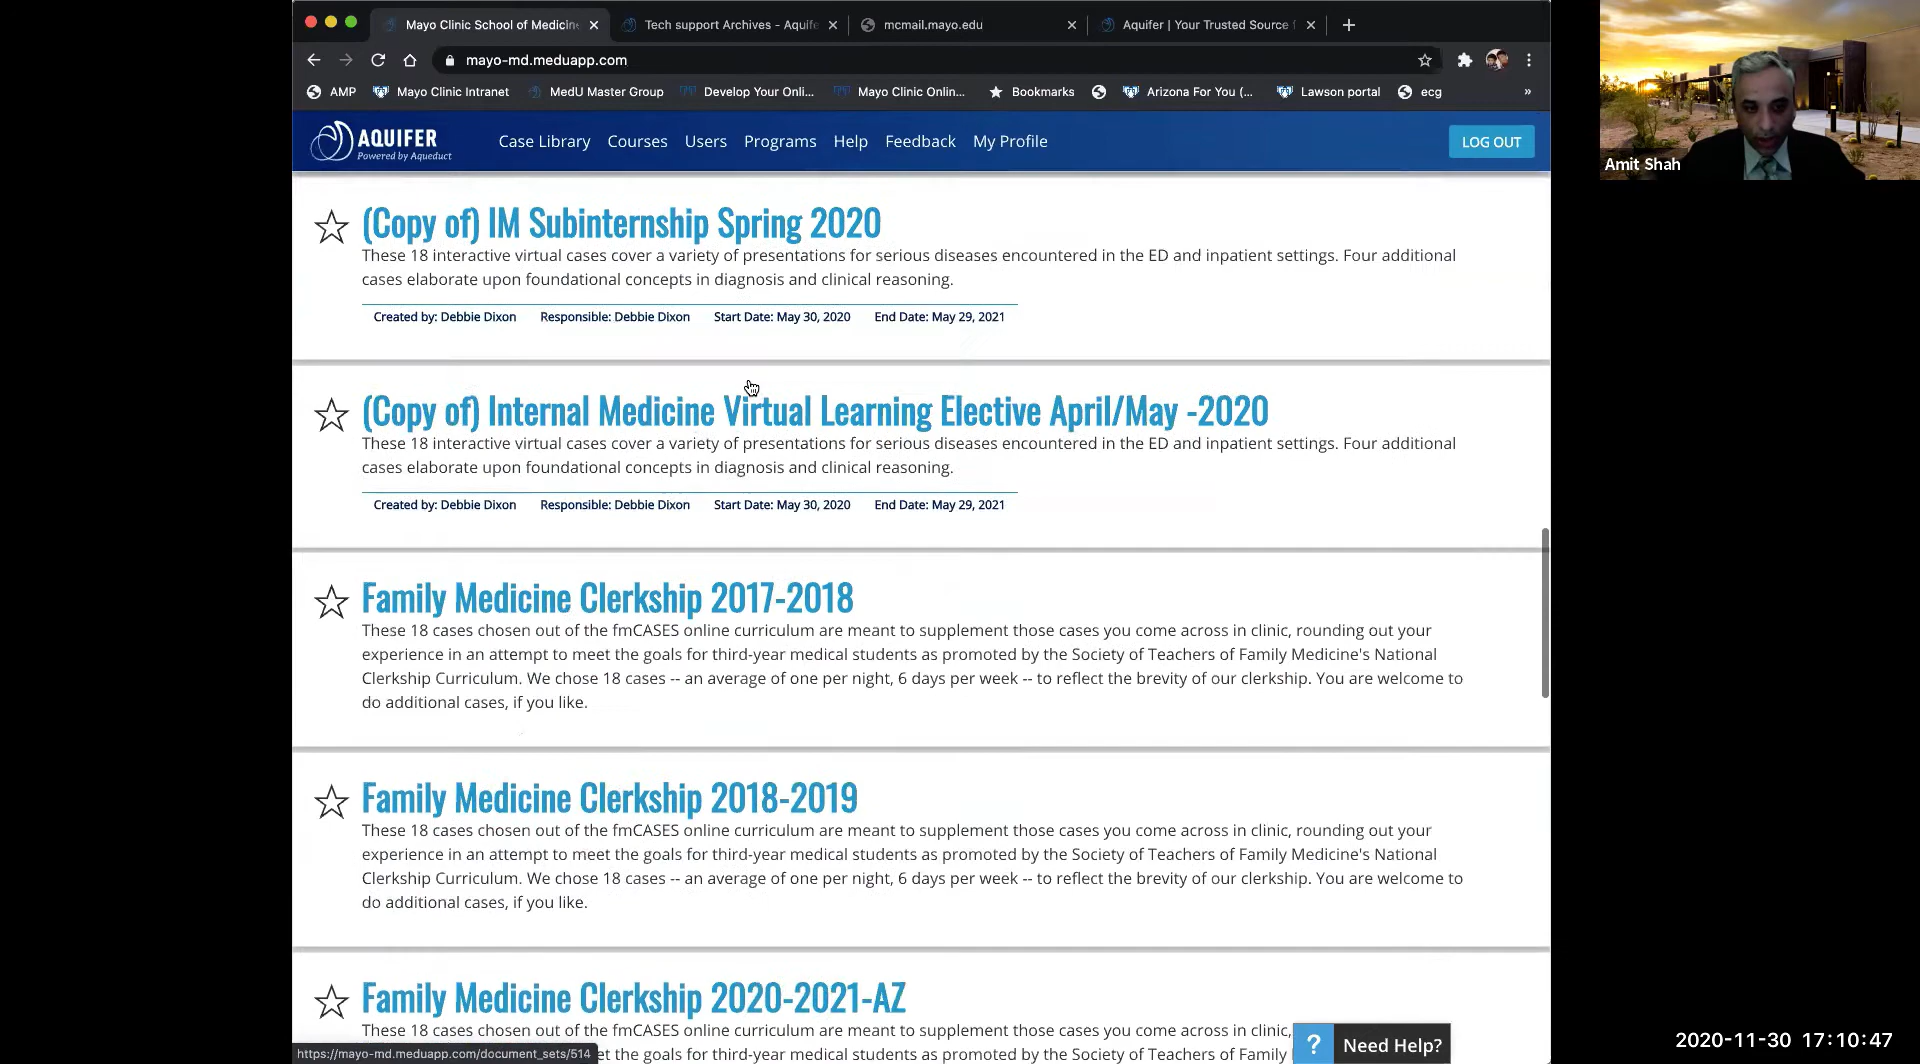 Mayo Clinic School of Medicin
Tech support Archives - Aquife
mcmail.mayo.edu
Aquifer | Your Trusted Source f
mayo-md.meduapp.com
AMP
Mayo Clinic Intranet
MedU Master Group
Develop Your Onli...
Mayo Clinic Onlin...
Bookmarks
Arizona For You (...
Lawson portal
ecg
»
AQUIFER
Powered by Aqueduct
Case Library
Courses
Users
Programs
Help
Feedback
My Profile
LOG OUT
Amit Shah
(Copy of) IM Subinternship Spring 2020
These 18 interactive virtual cases cover a variety of presentations for serious diseases encountered in the ED and inpatient settings. Four additional
cases elaborate upon foundational concepts in diagnosis and clinical reasoning.
Created by: Debbie Dixon Responsible: Debbie Dixon Start Date: May 30, 2020 End Date: May 29, 2021
(Copy of) Internal Medicine Virtual Learning Elective April/May -2020
These 18 interactive virtual cases cover a variety of presentations for serious diseases encountered in the ED and inpatient settings. Four additional
cases elaborate upon foundational concepts in diagnosis and clinical reasoning.
Created by: Debbie Dixon Responsible: Debbie Dixon Start Date: May 30, 2020 End Date: May 29, 2021
Family Medicine Clerkship 2017-2018
These 18 cases chosen out of the fmCASES online curriculum are meant to supplement those cases you come across in clinic, rounding out your
experience in an attempt to meet the goals for third-year medical students as promoted by the Society of Teachers of Family Medicine's National
Clerkship Curriculum. We chose 18 cases -- an average of one per night, 6 days per week -- to reflect the brevity of our clerkship. You are welcome to
do additional cases, if you like.
Family Medicine Clerkship 2018-2019
These 18 cases chosen out of the fmCASES online curriculum are meant to supplement those cases you come across in clinic, rounding out your
experience in an attempt to meet the goals for third-year medical students as promoted by the Society of Teachers of Family Medicine's National
Clerkship Curriculum. We chose 18 cases -- an average of one per night, 6 days per week -- to reflect the brevity of our clerkship. You are welcome to
do additional cases, if you like.
Family Medicine Clerkship 2020-2021-AZ
These 18 cases chosen out of the fmCASES online curriculum are meant to supplement those cases you come across in clinic,
https://mayo-md.meduapp.com/document_sets/514
et the goals for third-year medical students as promoted by the Society of Teachers of Family
? Need Help?
2020-11-30 17:10:47